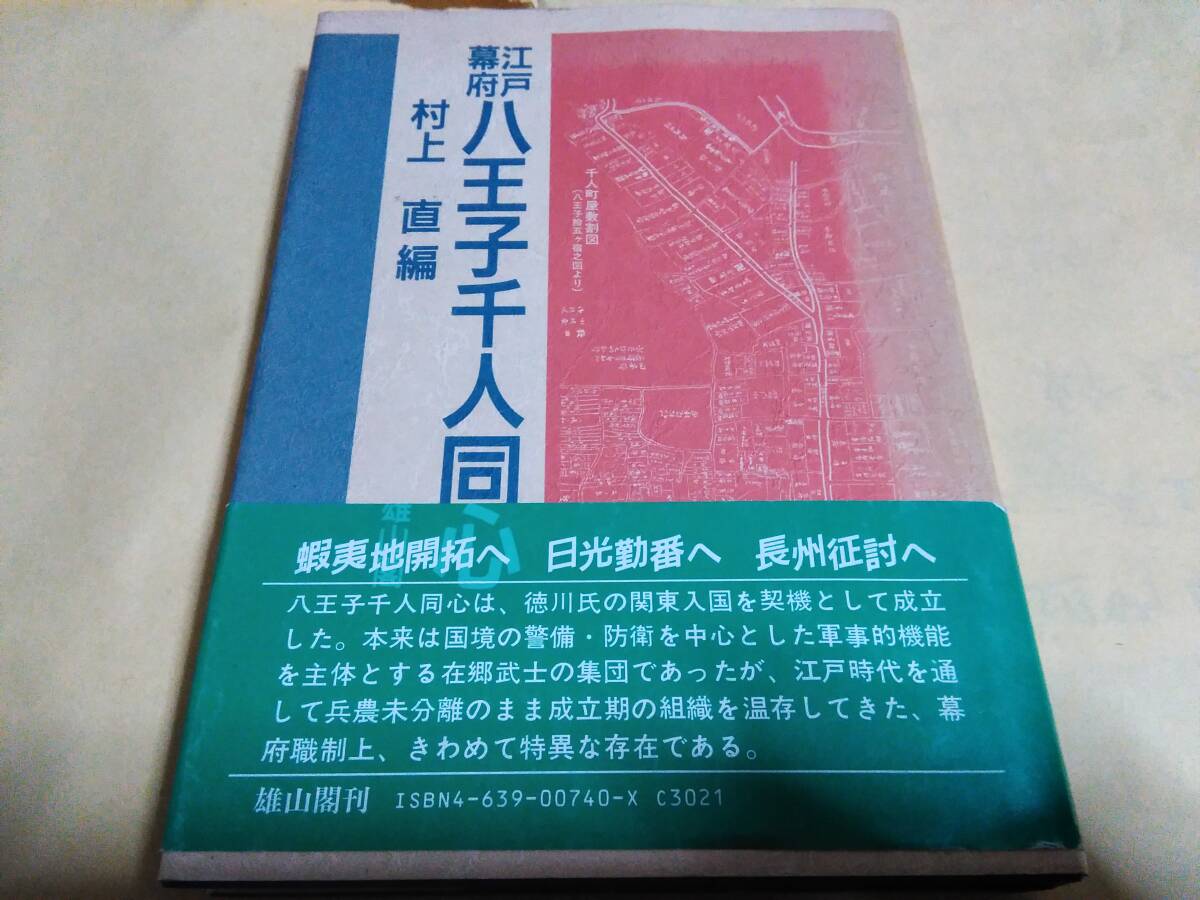 江戸
幕府
八王子千人同心
村上 直編
千人町屋敷割図
(八王子拾五ケ宿之図より)
雄山閣
蝦夷地開拓へ 日光勤番へ 長州征討へ
八王子千人同心は、徳川氏の関東入国を契機として成立
した。本来は国境の警備・防衛を中心とした軍事的機能
を主体とする在郷武士の集団であったが、江戸時代を通
して兵農未分離のまま成立期の組織を温存してきた、幕
府職制上、きわめて特異な存在である。
雄山閣刊 ISBN4-639-00740-X C3021